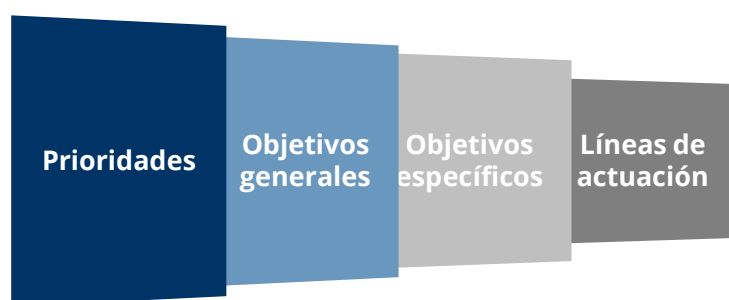 Prioridades
Objetivos
generales
Objetivos
específicos
Líneas de
actuación